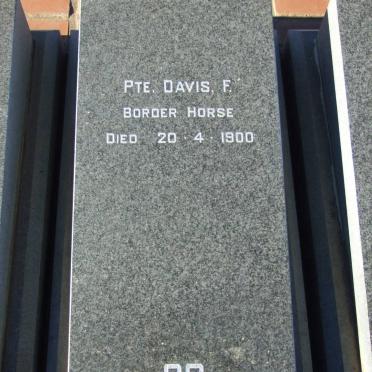 PTE. DAVIS, F.
BORDER HORSE
DIED 20·4·1900